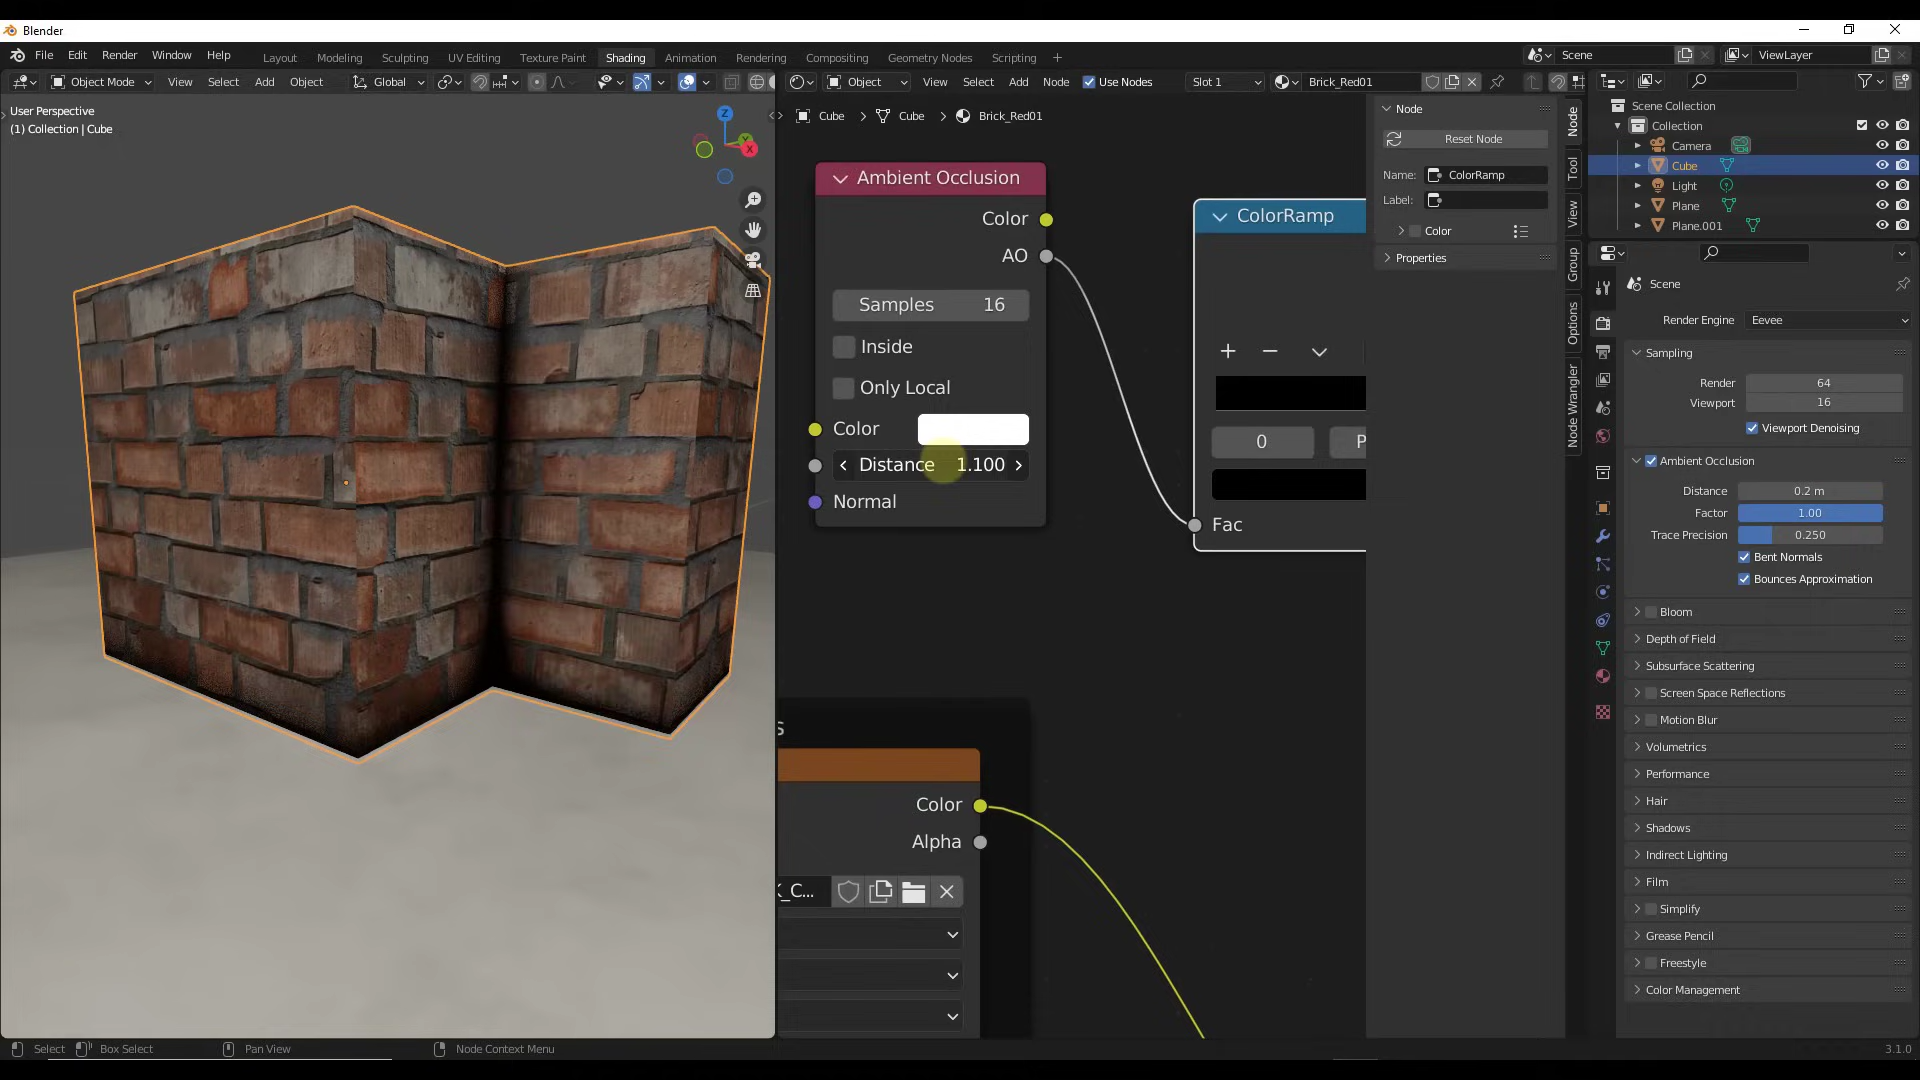 Blender
File Edit Render Window Help
Layout Modeling Sculpting UV Editing Texture Paint Shading Animation Rendering Compositing Geometry Nodes Scripting +
Scene
ViewLayer
Object Mode View Select Add Object Global
Object View Select Add Node Use Nodes Slot 1 Brick_Red01
User Perspective
(1) Collection | Cube
Z
Y
X
Cube > Cube > Brick_Red01
Ambient Occlusion
Color
AO
Samples 16
Inside
Only Local
Color
Distance 1.100
Normal
ColorRamp
0
P
Fac
s
Color
Alpha
K_C...
Node
Reset Node
Name: ColorRamp
Label:
Color
Properties
Node
Tool
View
Group
Options
Node Wrangler
Scene Collection
Collection
Camera
Cube
Light
Plane
Plane.001
Scene
Render Engine Eevee
Sampling
Render 64
Viewport 16
Viewport Denoising
Ambient Occlusion
Distance 0.2 m
Factor 1.00
Trace Precision 0.250
Bent Normals
Bounces Approximation
Bloom
Depth of Field
Subsurface Scattering
Screen Space Reflections
Motion Blur
Volumetrics
Performance
Hair
Shadows
Indirect Lighting
Film
Simplify
Grease Pencil
Freestyle
Color Management
Select Box Select Pan View Node Context Menu 3.1.0